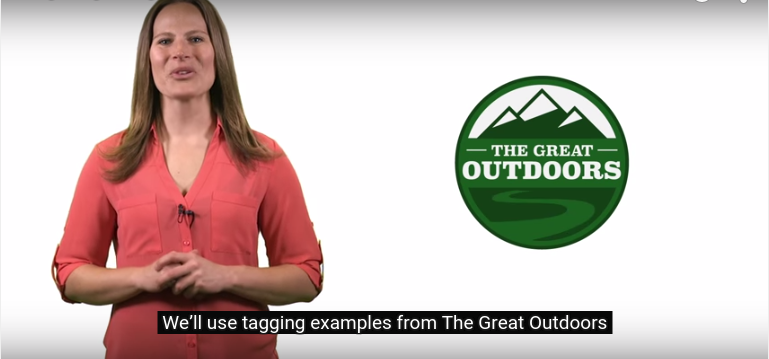 THE GREAT
OUTDOORS
We'll use tagging examples from The Great Outdoors